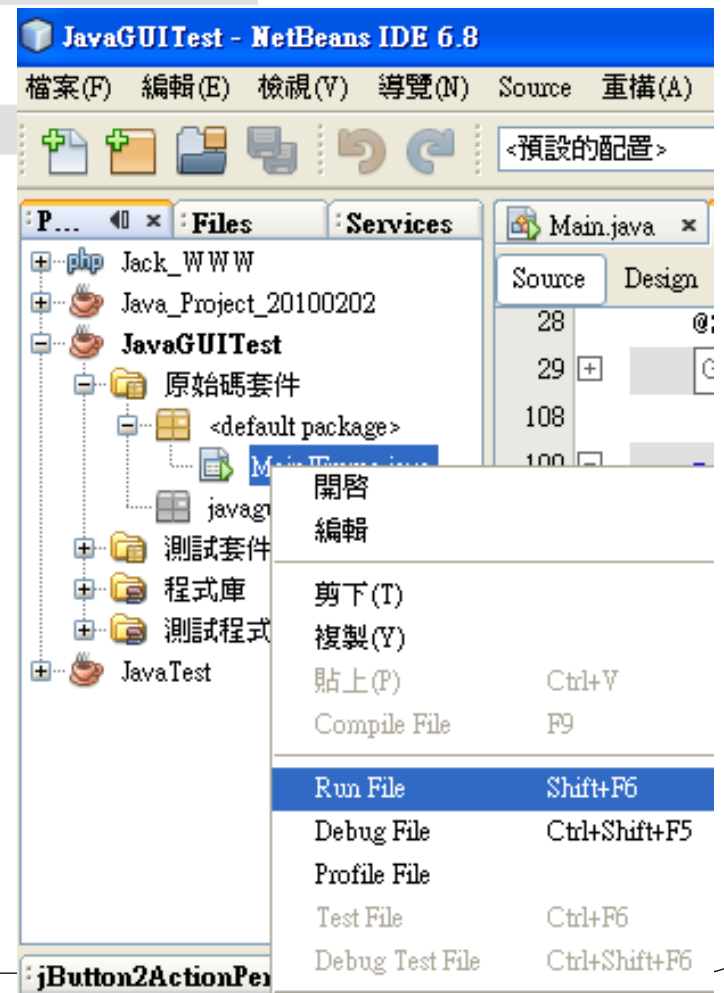 JavaGUITest - NetBeans IDE 6.8
檔案(F) 編輯(E) 檢視(V) 導覽(N) Source 重構(A)
<預設的配置>
P... Files Services
Main.java
Jack_WWW
Source Design
Java_Project_20100202
28
JavaGUITest
29
原始碼套件
108
<default package>
開啓
編輯
測試套件
剪下(T)
程式庫
複製(Y)
測試程式
貼上(P) Ctrl+V
JavaTest
Compile File F9
Run File Shift+F6
Debug File Ctrl+Shift+F5
Profile File
Test File Ctrl+F6
Debug Test File Ctrl+Shift+F6